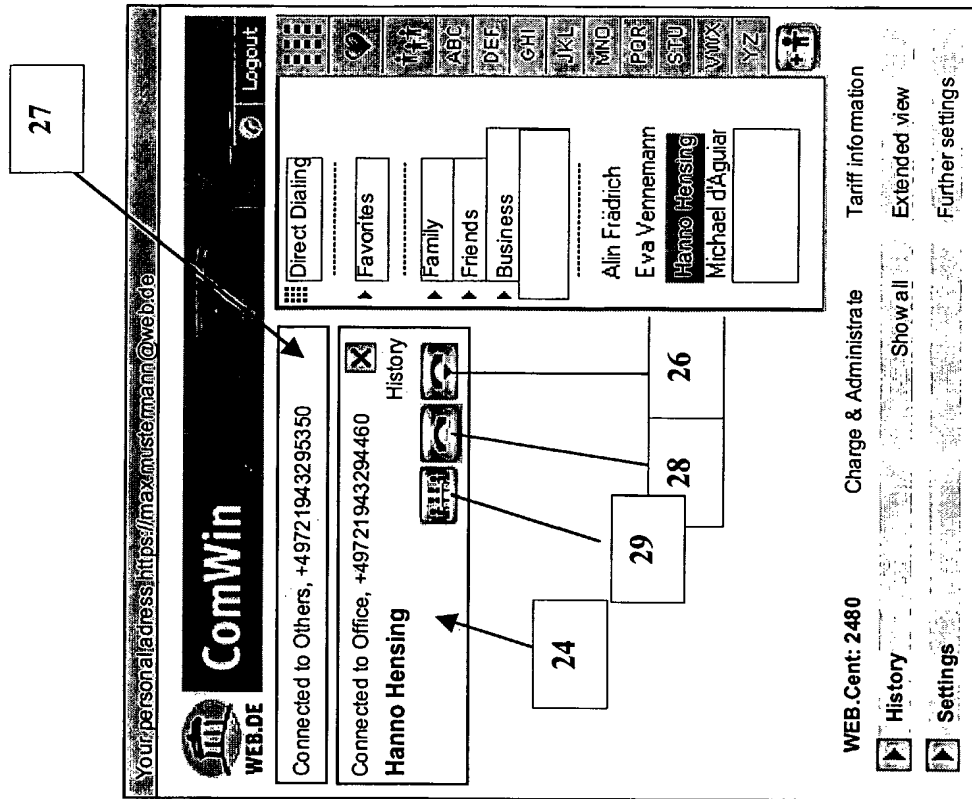 27
Your personal adress https://max.mustermann@web.de
WEB.DE
ComWin
Logout
Connected to Others, +4972194329​5350
Connected to Office, +49721943294460
Hanno Hensing
History
24
29
28
26
Direct Dialing
Favorites
Family
Friends
Business
Alin Frädrich
Eva Vennemann
Hanno Hensing
Michael d'Aguiar
ABC
DEF
GHI
JKL
MNO
PQR
STU
VWX
YZ
WEB.Cent: 2480
Charge & Administrate
Tariff information
History
Show all
Extended view
Settings
Further settings